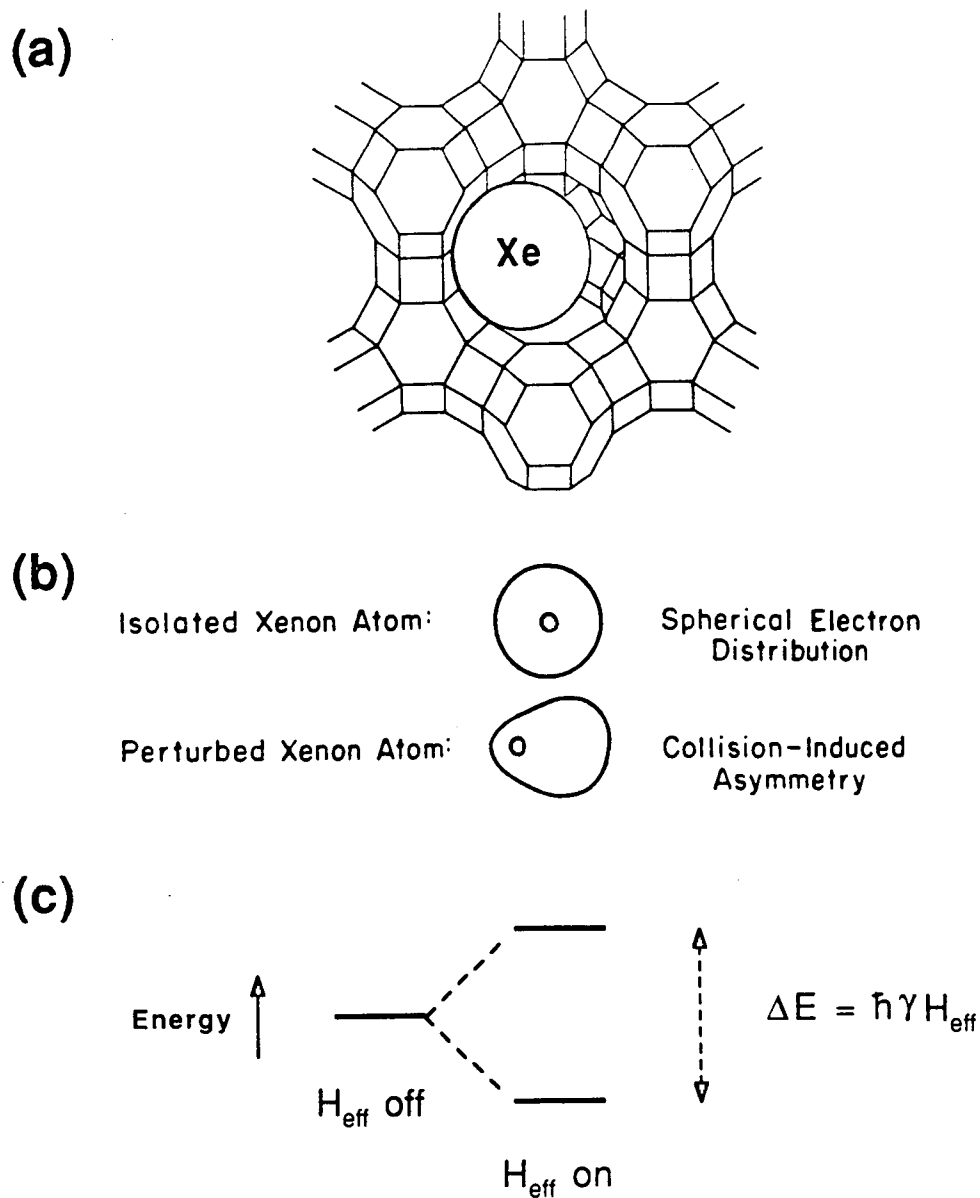 (a)
Xe
(b)
Isolated Xenon Atom:
Spherical Electron
Distribution
Perturbed Xenon Atom:
Collision-Induced
Asymmetry
(c)
Energy
H_eff off
H_eff on
ΔE = ħγH_eff